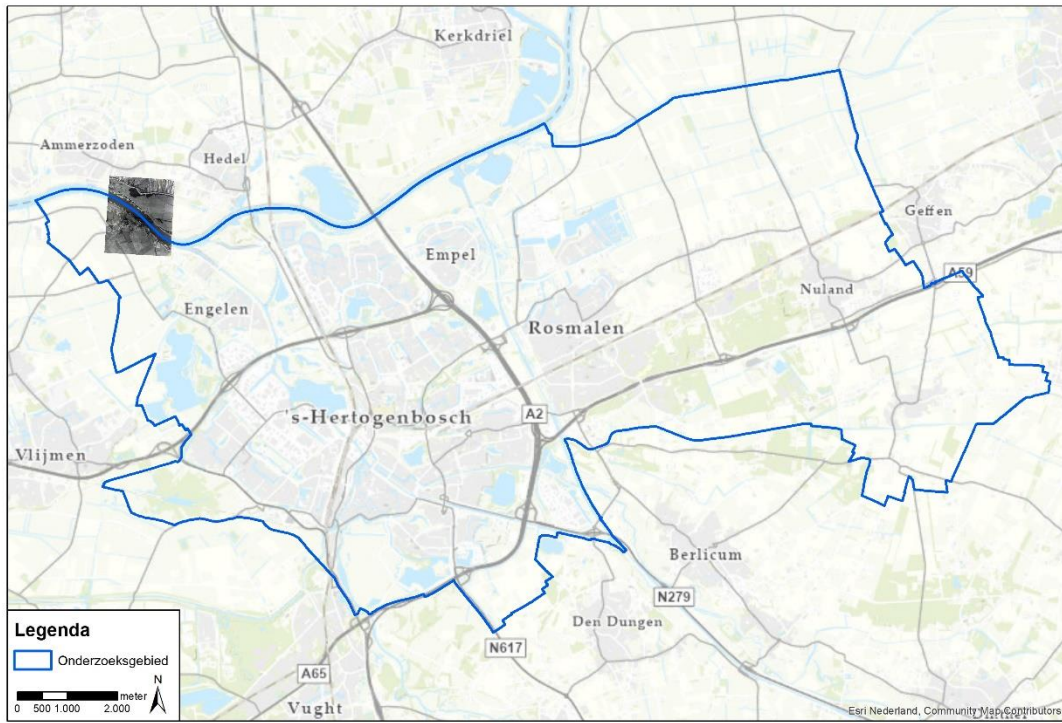 Kerkdriel
Ammerzoden
Hedel
Geffen
Empel
A59
Nuland
Engelen
Rosmalen
's-Hertogenbosch
A2
Vlijmen
Berlicum
N279
Den Dungen
N617
A65
Vught
Legenda
Onderzoeksgebied
N
meter
0 500 1.000 2.000
Esri Nederland, Community Map Contributors